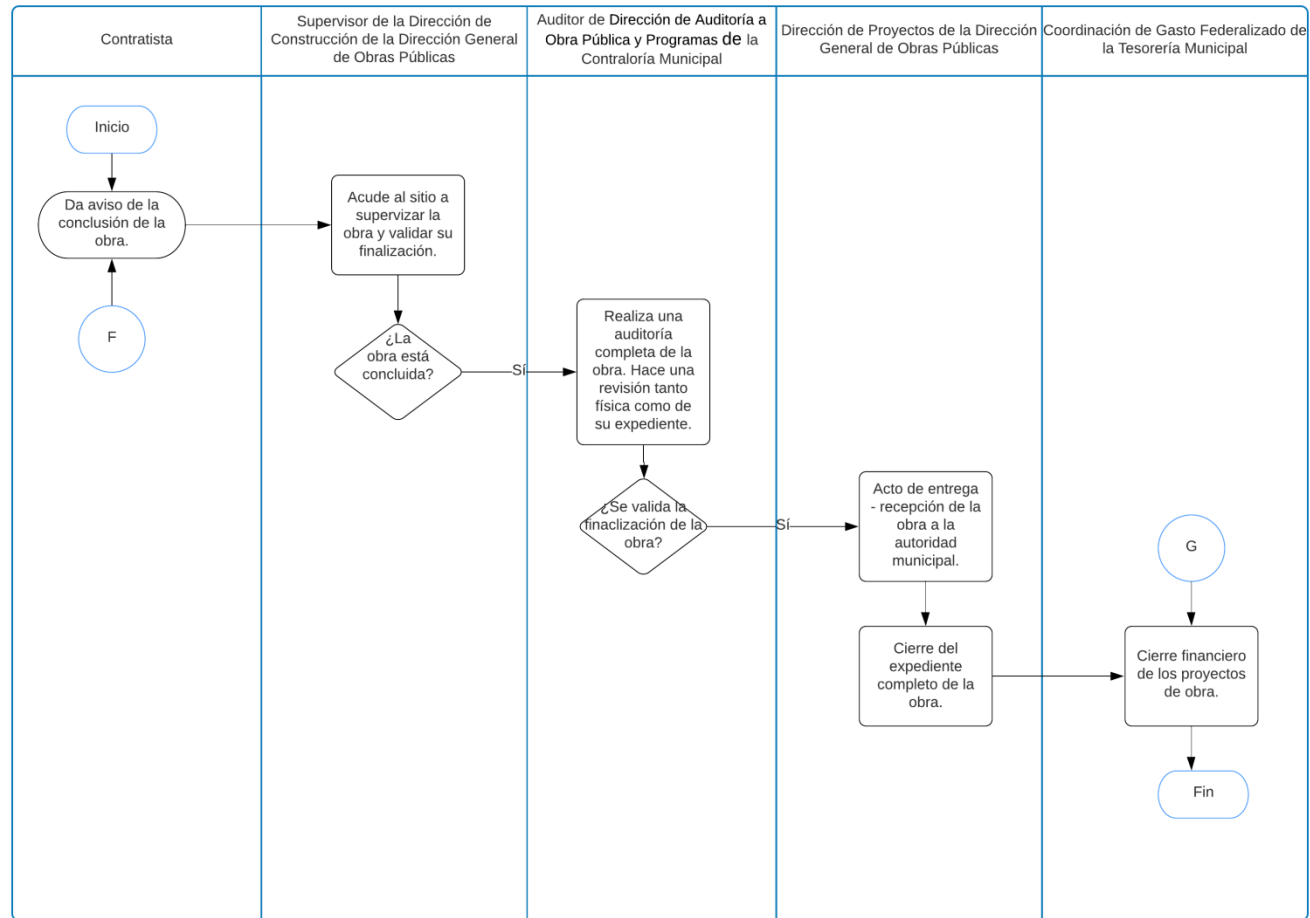 Contratista
Supervisor de la Dirección de
Construcción de la Dirección General
de Obras Públicas
Auditor de Dirección de Auditoría a
Obra Pública y Programas de la
Contraloría Municipal
Dirección de Proyectos de la Dirección
General de Obras Públicas
Coordinación de Gasto Federalizado de
la Tesorería Municipal
Inicio
Da aviso de la
conclusión de la
obra.
F
Acude al sitio a
supervizar la
obra y validar su
finalización.
¿La
obra está
concluida?
Sí
Realiza una
auditoría
completa de la
obra. Hace una
revisión tanto
física como de
su expediente.
¿Se valida la
finaclización de la
obra?
Sí
Acto de entrega
- recepción de la
obra a la
autoridad
municipal.
Cierre del
expediente
completo de la
obra.
G
Cierre financiero
de los proyectos
de obra.
Fin